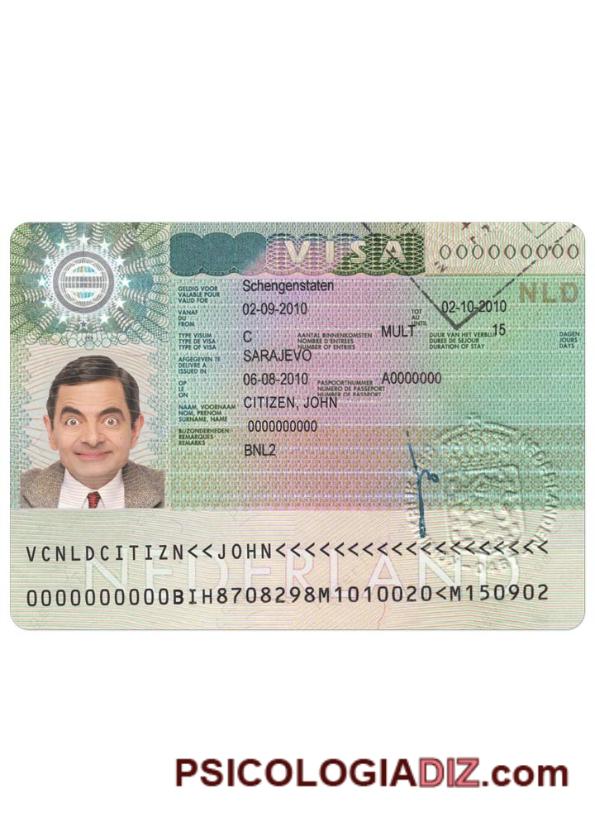 VISA
000000000
NLD
GELDIG VOOR Schengenstaten
VALABLE POUR
VALID FOR
VANAF 02-09-2010 TOT 02-10-2010
DU AU
FROM UNTIL
TYPE VISUM C AANTAL BINNENKOMSTEN MULT DUUR VAN HET VERBLIJF 15 DAGEN
TYPE DE VISA NOMBRE D'ENTREES DUREE DE SEJOUR JOURS
TYPE OF VISA NUMBER OF ENTRIES DURATION OF STAY DAYS
AFGEGEVEN TE SARAJEVO
DELIVRE A
ISSUED IN
OP 06-08-2010 PASPOORTNUMMER A0000000
LE NUMERO DE PASSEPORT
ON NUMBER OF PASSPORT
NAAM, VOORNAAM CITIZEN, JOHN
NOM, PRENOM
SURNAME, NAME
0000000000
BIJZONDERHEDEN
REMARQUES
REMARKS
BNL2
NEDERLAND
VCNLDCITIZN<<JOHN<<<<<<<<<<<<<<<<<<<
0000000000BIH8708298M1010020<M150902
PSICOLOGIADIZ.com